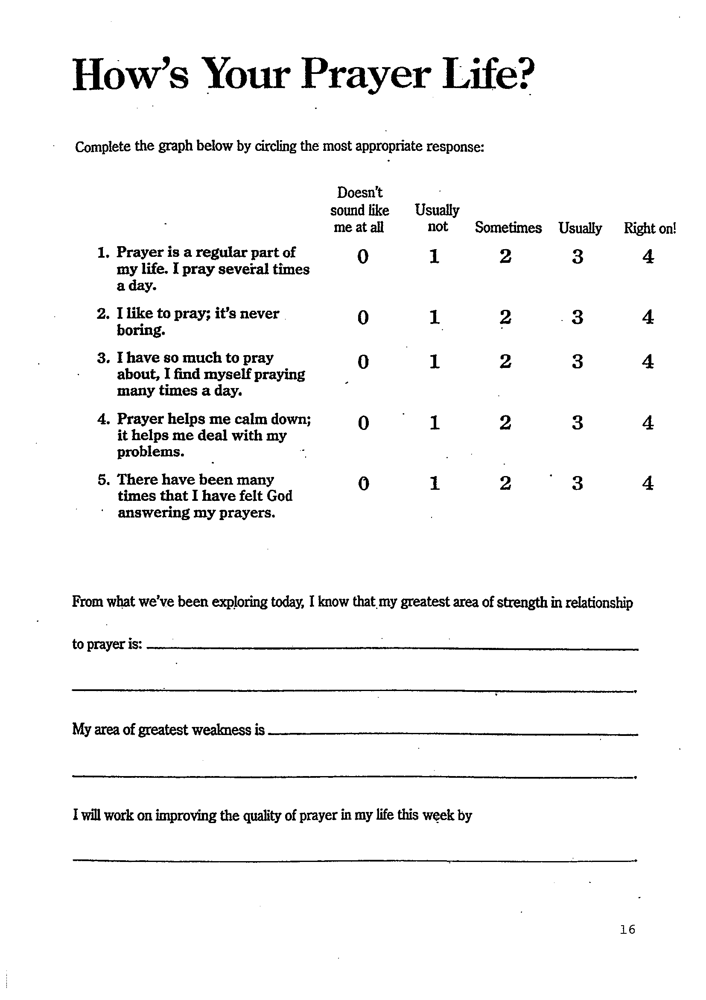 How's Your Prayer Life?
Complete the graph below by circling the most appropriate response:
Doesn't
sound like Usually
me at all not Sometimes Usually Right on!
1. Prayer is a regular part of 0 1 2 3 4
my life. I pray several times
a day.
2. I like to pray; it's never 0 1 2 3 4
boring.
3. I have so much to pray 0 1 2 3 4
about, I find myself praying
many times a day.
4. Prayer helps me calm down; 0 1 2 3 4
it helps me deal with my
problems.
5. There have been many 0 1 2 3 4
times that I have felt God
answering my prayers.
From what we've been exploring today, I know that my greatest area of strength in relationship
to prayer is:
My area of greatest weakness is
I will work on improving the quality of prayer in my life this week by
16